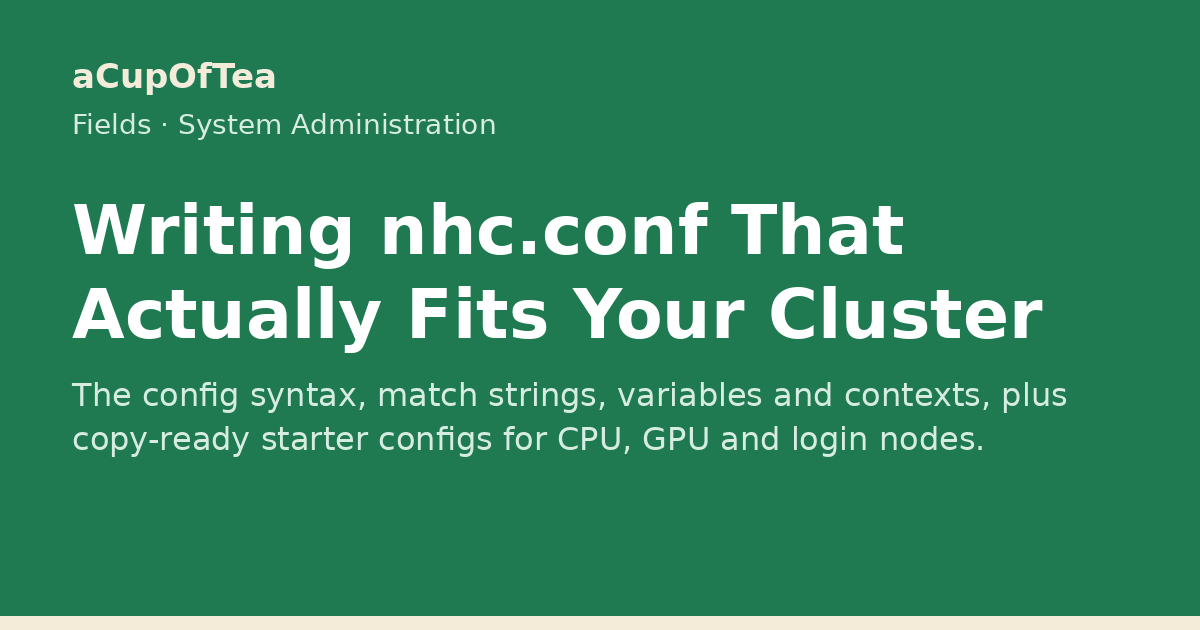 aCupOfTea
Fields · System Administration
Writing nhc.conf That
Actually Fits Your Cluster
The config syntax, match strings, variables and contexts, plus
copy-ready starter configs for CPU, GPU and login nodes.